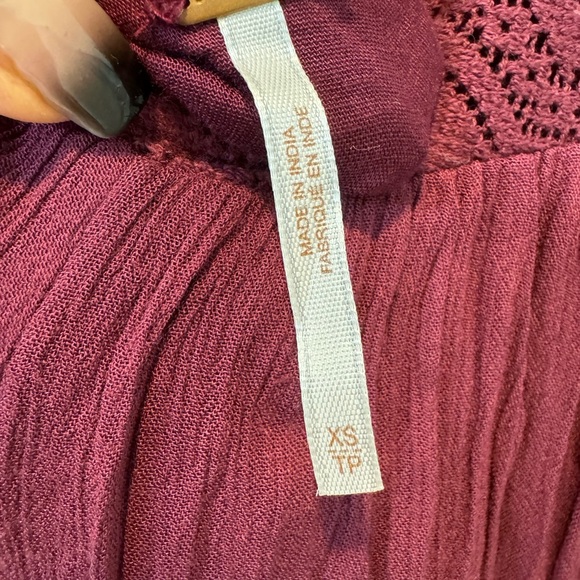 MADE IN INDIA
FABRIQUÉ EN INDE
XS
TP